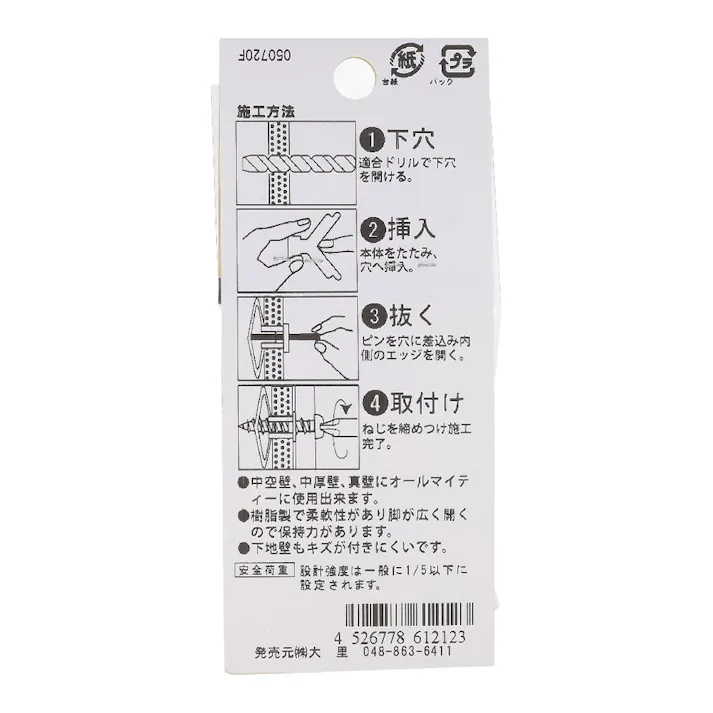 050720F
紙
台紙
プラ
パック
施工方法
1 下穴
適合ドリルで下穴
を開ける。
2 挿入
本体をたたみ、
穴へ挿入。
3 抜く
ピンを穴に差込み内
側のエッジを開く。
4 取付け
ねじを締めつけ施工
完了。
●中空壁、中厚壁、真壁にオールマイテ
ィーに使用出来ます。
●樹脂製で柔軟性があり脚が広く開く
ので保持力があります。
●下地壁もキズが付きにくいです。
安全荷重 設計強度は一般に1/5以下に
設定されます。
4 526778 612123
発売元㈱大 里 048-863-6411